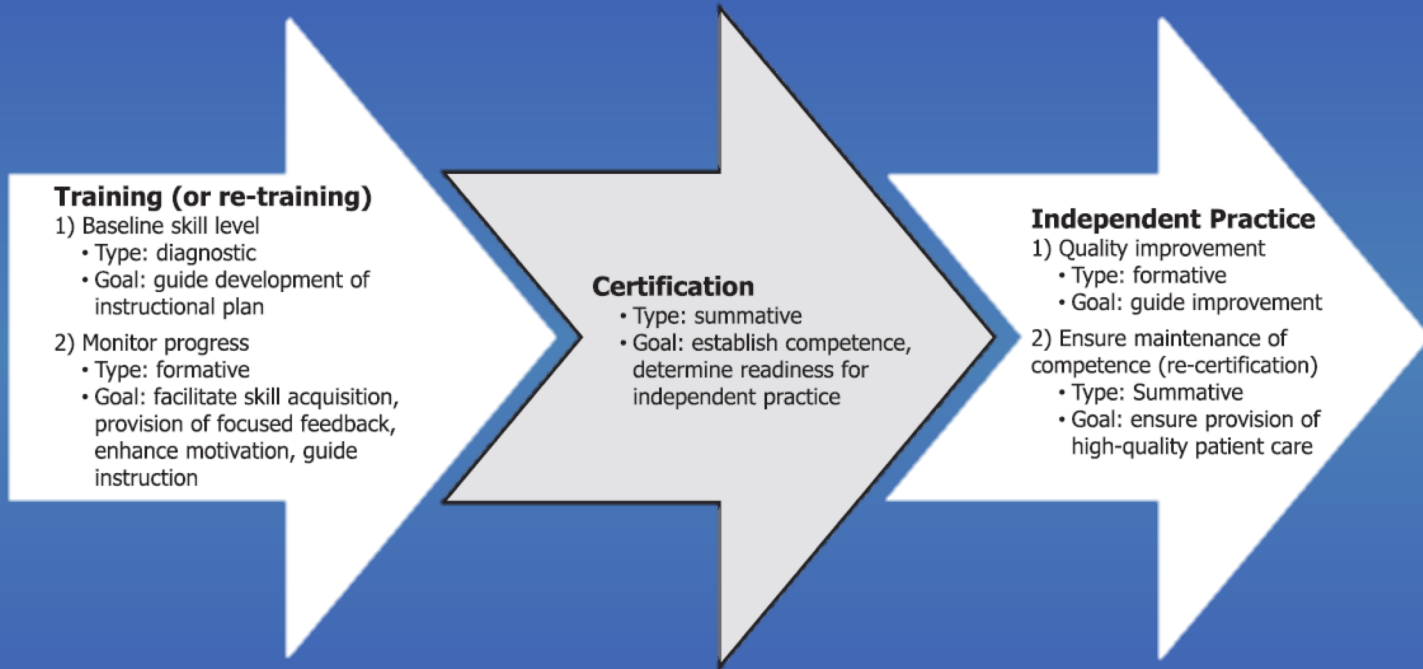 Training (or re-training)
1) Baseline skill level
• Type: diagnostic
• Goal: guide development of
instructional plan
2) Monitor progress
• Type: formative
• Goal: facilitate skill acquisition,
provision of focused feedback,
enhance motivation, guide
instruction
Certification
• Type: summative
• Goal: establish competence,
determine readiness for
independent practice
Independent Practice
1) Quality improvement
• Type: formative
• Goal: guide improvement
2) Ensure maintenance of
competence (re-certification)
• Type: Summative
• Goal: ensure provision of
high-quality patient care